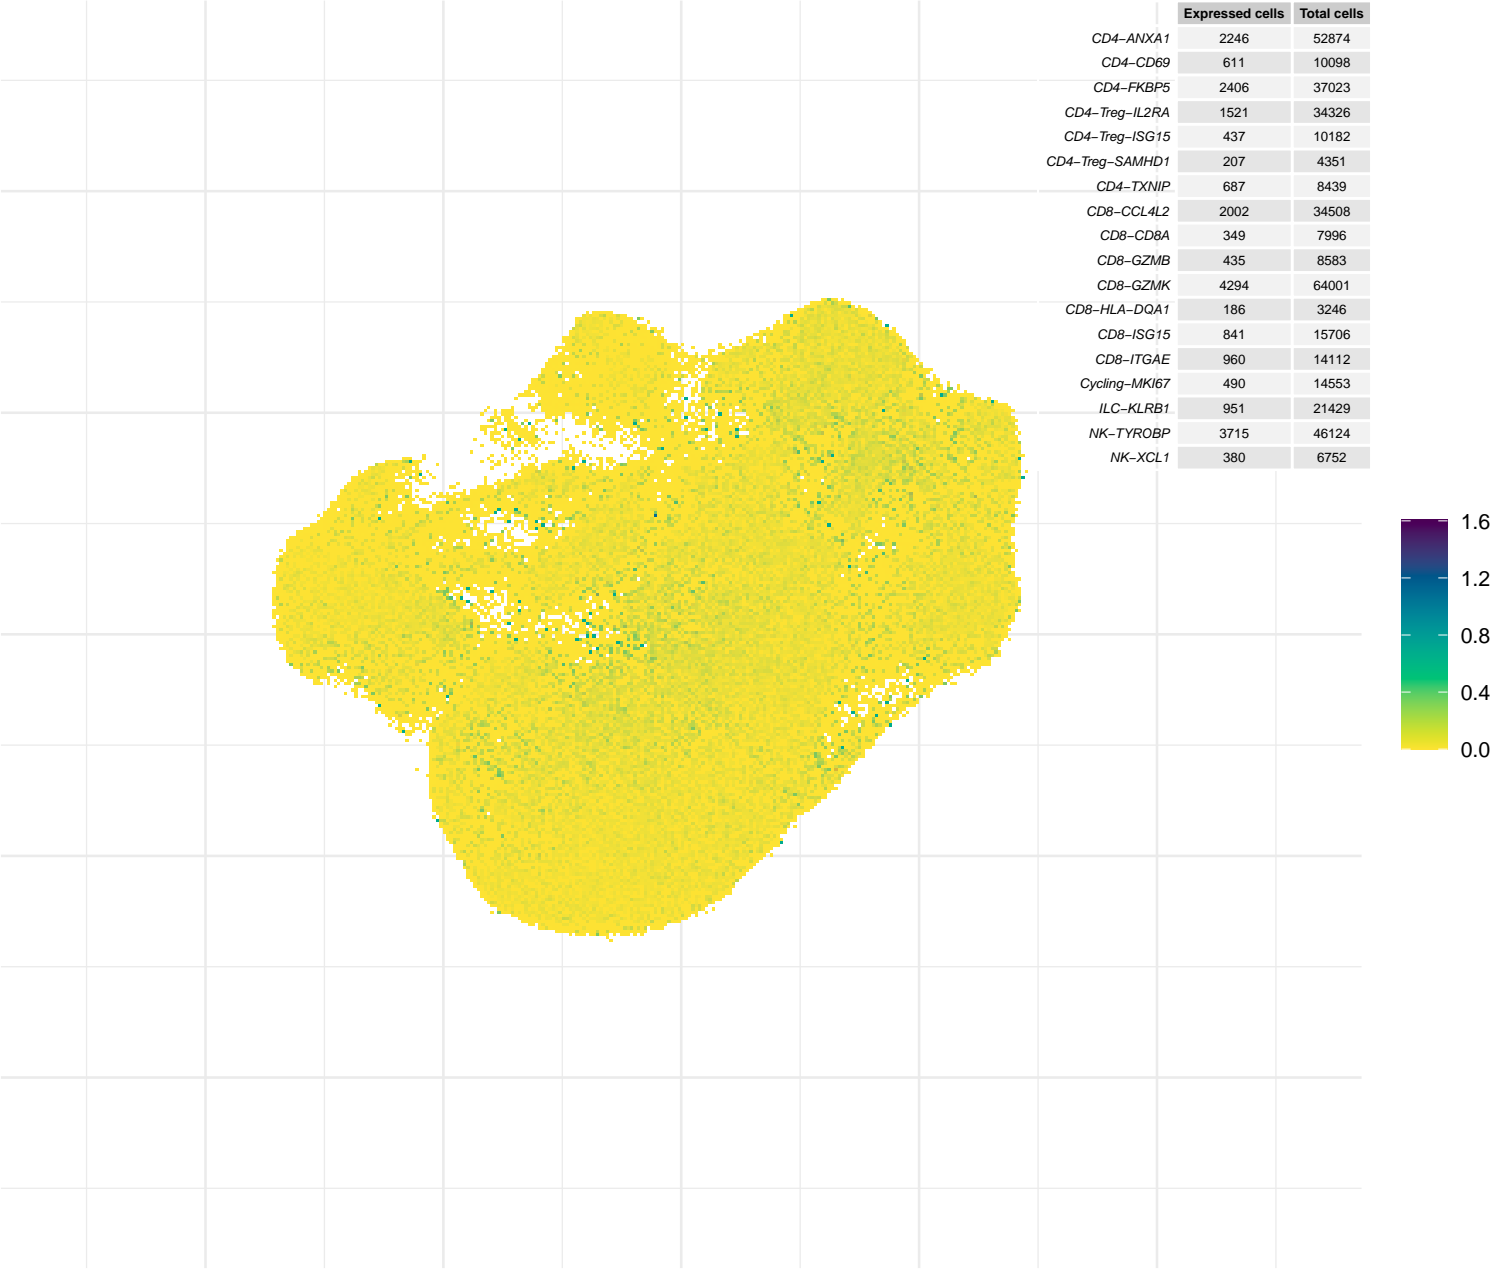 Expressed cells Total cells
CD4−ANXA1 2246 52874
CD4−CD69 611 10098
CD4−FKBP5 2406 37023
CD4−Treg−IL2RA 1521 34326
CD4−Treg−ISG15 437 10182
CD4−Treg−SAMHD1 207 4351
CD4−TXNIP 687 8439
CD8−CCL4L2 2002 34508
CD8−CD8A 349 7996
CD8−GZMB 435 8583
CD8−GZMK 4294 64001
CD8−HLA−DQA1 186 3246
CD8−ISG15 841 15706
CD8−ITGAE 960 14112
Cycling−MKI67 490 14553
ILC−KLRB1 951 21429
NK−TYROBP 3715 46124
NK−XCL1 380 6752
1.6
1.2
0.8
0.4
0.0